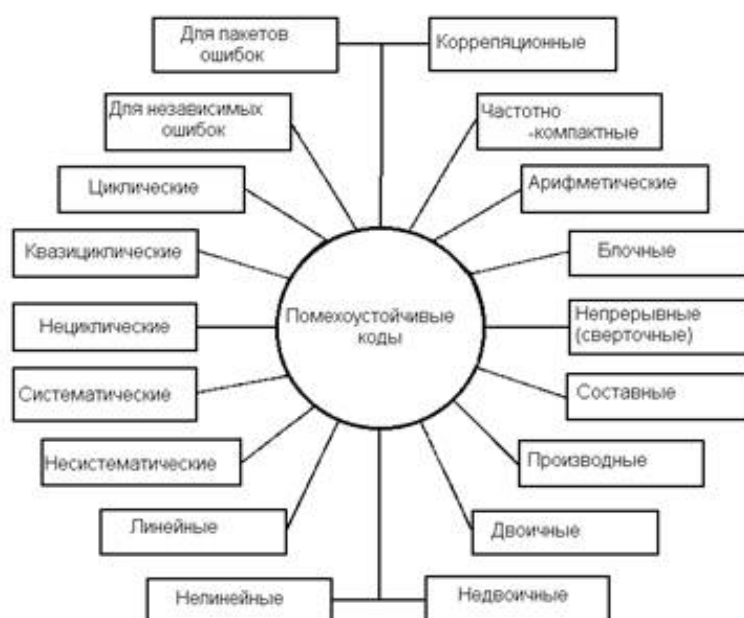 Для пакетов
ошибок
Корреляционные
Для независимых
ошибок
Частотно
-компактные
Циклические
Арифметические
Квазициклические
Блочные
Помехоустойчивые
коды
Нециклические
Непрерывные
(сверточные)
Систематические
Составные
Несистематические
Производные
Линейные
Двоичные
Нелинейные
Недвоичные